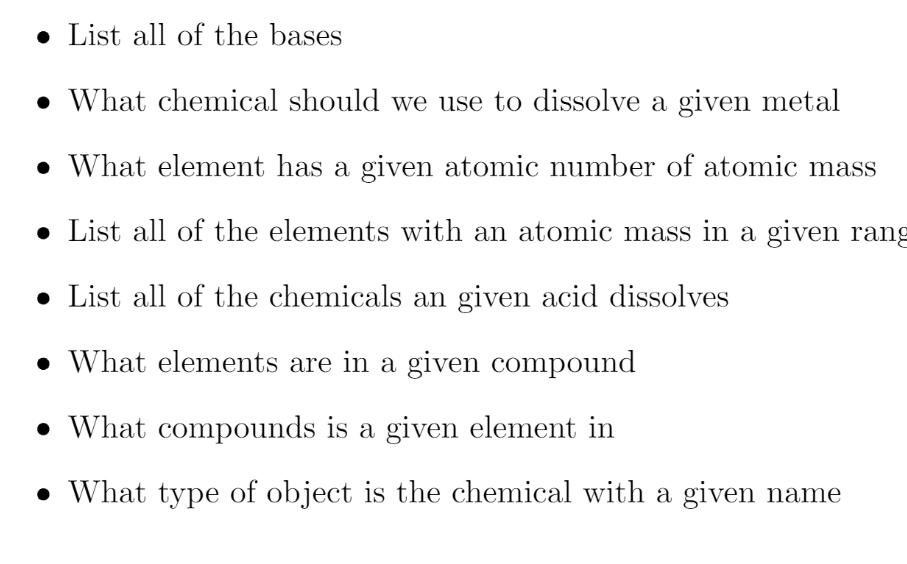 • List all of the bases
• What chemical should we use to dissolve a given metal
• What element has a given atomic number of atomic mass
• List all of the elements with an atomic mass in a given rang
• List all of the chemicals an given acid dissolves
• What elements are in a given compound
• What compounds is a given element in
• What type of object is the chemical with a given name